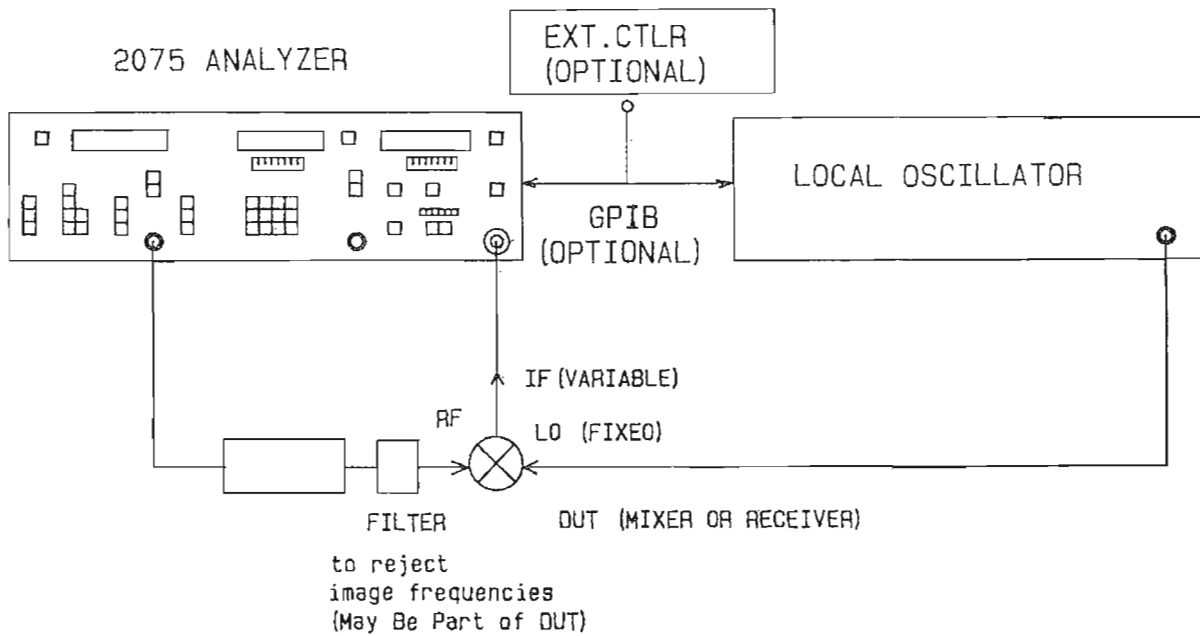 2075 ANALYZER
EXT.CTLR
(OPTIONAL)
LOCAL OSCILLATOR
GPIB
(OPTIONAL)
IF (VARIABLE)
RF
LO (FIXED)
FILTER
DUT (MIXER OR RECEIVER)
to reject
image frequencies
(May Be Part of DUT)